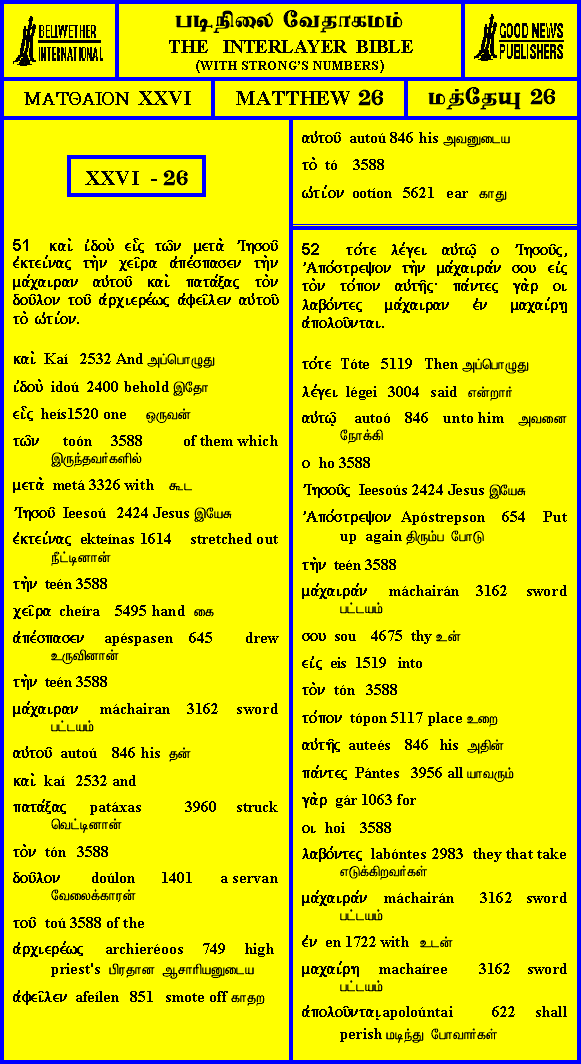 BELLWETHER
INTERNATIONAL
படிநிலை வேதாகமம்
THE INTERLAYER BIBLE
(WITH STRONG'S NUMBERS)
GOOD NEWS
PUBLISHERS
ΜΑΤΘΑΙΟΝ XXVI
MATTHEW 26
மத்தேயு 26
XXVI - 26
51 καὶ ἰδοὺ εἷς τῶν μετὰ Ἰησοῦ
ἐκτείνας τὴν χεῖρα ἀπέσπασεν τὴν
μάχαιραν αὐτοῦ καὶ πατάξας τὸν
δοῦλον τοῦ ἀρχιερέως ἀφεῖλεν αὐτοῦ
τὸ ὠτίον.
καὶ Kaí 2532 And அப்பொழுது
ἰδοὺ idoú 2400 behold இதோ
εἷς heís1520 one ஒருவன்
τῶν toón 3588 of them which
இருந்தவர்களில்
μετὰ metá 3326 with கூட
Ἰησοῦ Ieesoú 2424 Jesus இயேசு
ἐκτείνας ekteínas 1614 stretched out
நீட்டினான்
τὴν teén 3588
χεῖρα cheíra 5495 hand கை
ἀπέσπασεν apéspasen 645 drew
உருவினான்
τὴν teén 3588
μάχαιραν máchairan 3162 sword
பட்டயம்
αὐτοῦ autoú 846 his தன்
καὶ kaí 2532 and
πατάξας patáxas 3960 struck
வெட்டினான்
τὸν tón 3588
δοῦλον doúlon 1401 a servan
வேலைக்காரன்
τοῦ toú 3588 of the
ἀρχιερέως archieréoos 749 high
priest's பிரதான ஆசாரியனுடைய
ἀφεῖλεν afeílen 851 smote off காதற
αὐτοῦ autoú 846 his அவனுடைய
τὸ tó 3588
ὠτίον ootíon 5621 ear காது
52 τότε λέγει αὐτῷ ο Ἰησοῦς,
Ἀπόστρεψον τὴν μάχαιράν σου εἰς
τὸν τόπον αὐτῆς· πάντες γὰρ οι
λαβόντες μάχαιραν ἐν μαχαίρῃ
ἀπολοῦνται.
τότε Tóte 5119 Then அப்பொழுது
λέγει légei 3004 said என்றார்
αὐτῷ autoó 846 unto him அவனை
நோக்கி
ο ho 3588
Ἰησοῦς Ieesoús 2424 Jesus இயேசு
Ἀπόστρεψον Apóstrepson 654 Put
up again திரும்ப போடு
τὴν teén 3588
μάχαιράν máchairán 3162 sword
பட்டயம்
σου sou 4675 thy உன்
εἰς eis 1519 into
τὸν tón 3588
τόπον tópon 5117 place உறை
αὐτῆς auteés 846 his அதின்
πάντες Pántes 3956 all யாவரும்
γὰρ gár 1063 for
οι hoi 3588
λαβόντες labóntes 2983 they that take
எடுக்கிறவர்கள்
μάχαιράν máchairán 3162 sword
பட்டயம்
ἐν en 1722 with உடன்
μαχαίρῃ machaíree 3162 sword
பட்டயம்
ἀπολοῦνται.apoloúntai 622 shall
perish மடிந்து போவார்கள்